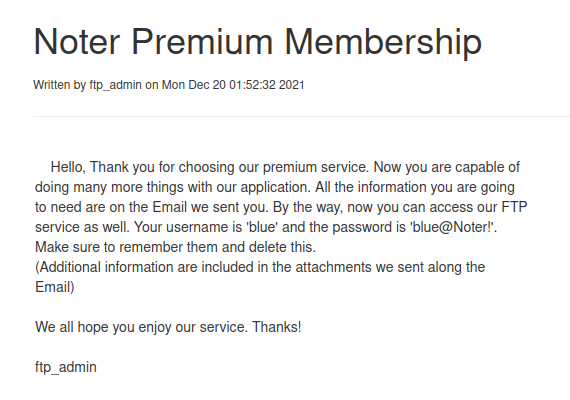 Noter Premium Membership
Written by ftp_admin on Mon Dec 20 01:52:32 2021
Hello, Thank you for choosing our premium service. Now you are capable of
doing many more things with our application. All the information you are going
to need are on the Email we sent you. By the way, now you can access our FTP
service as well. Your username is 'blue' and the password is 'blue@Noter!'.
Make sure to remember them and delete this.
(Additional information are included in the attachments we sent along the
Email)
We all hope you enjoy our service. Thanks!
ftp_admin